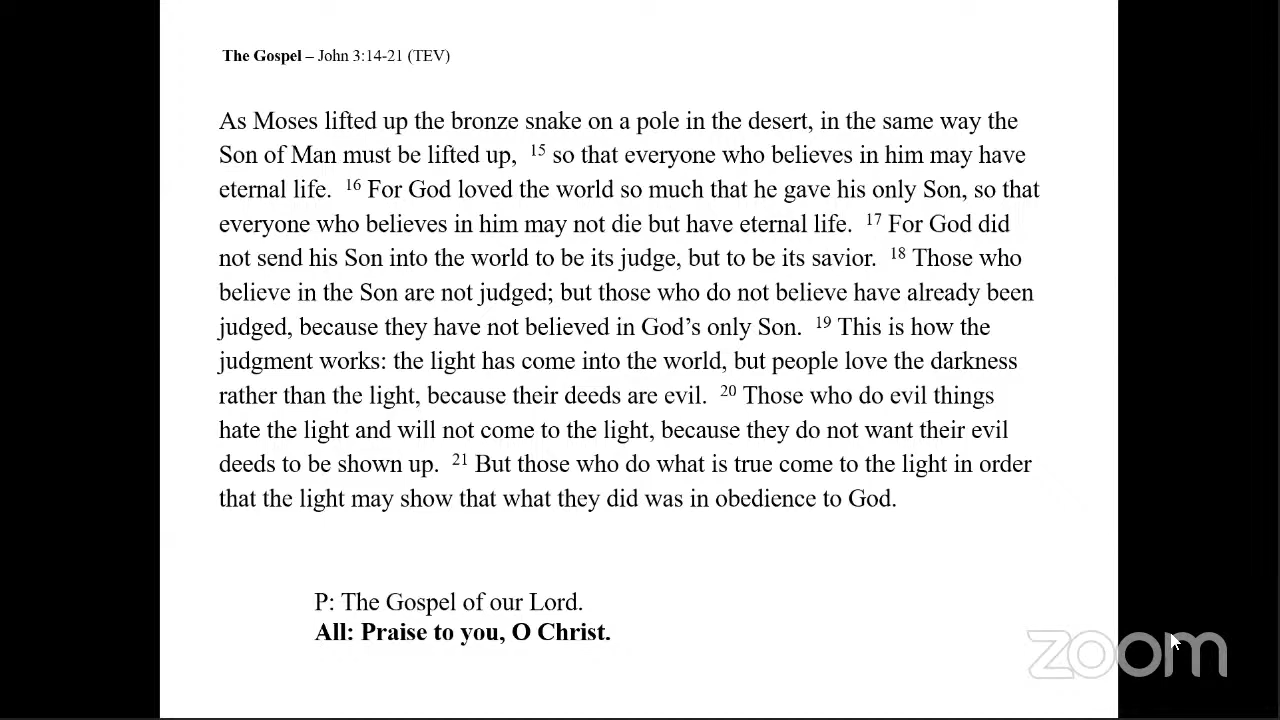 The Gospel – John 3:14-21 (TEV)
As Moses lifted up the bronze snake on a pole in the desert, in the same way the
Son of Man must be lifted up, 15 so that everyone who believes in him may have
eternal life. 16 For God loved the world so much that he gave his only Son, so that
everyone who believes in him may not die but have eternal life. 17 For God did
not send his Son into the world to be its judge, but to be its savior. 18 Those who
believe in the Son are not judged; but those who do not believe have already been
judged, because they have not believed in God’s only Son. 19 This is how the
judgment works: the light has come into the world, but people love the darkness
rather than the light, because their deeds are evil. 20 Those who do evil things
hate the light and will not come to the light, because they do not want their evil
deeds to be shown up. 21 But those who do what is true come to the light in order
that the light may show that what they did was in obedience to God.
P: The Gospel of our Lord.
All: Praise to you, O Christ.
zoom